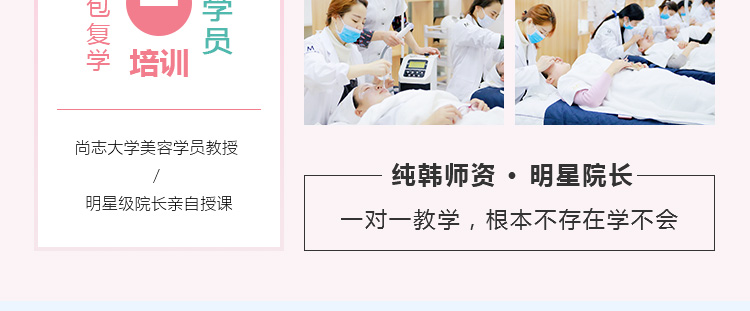 包复学
学员
培训
尚志大学美容学员教授
/
明星级院长亲自授课
纯韩师资·明星院长
一对一教学，根本不存在学不会